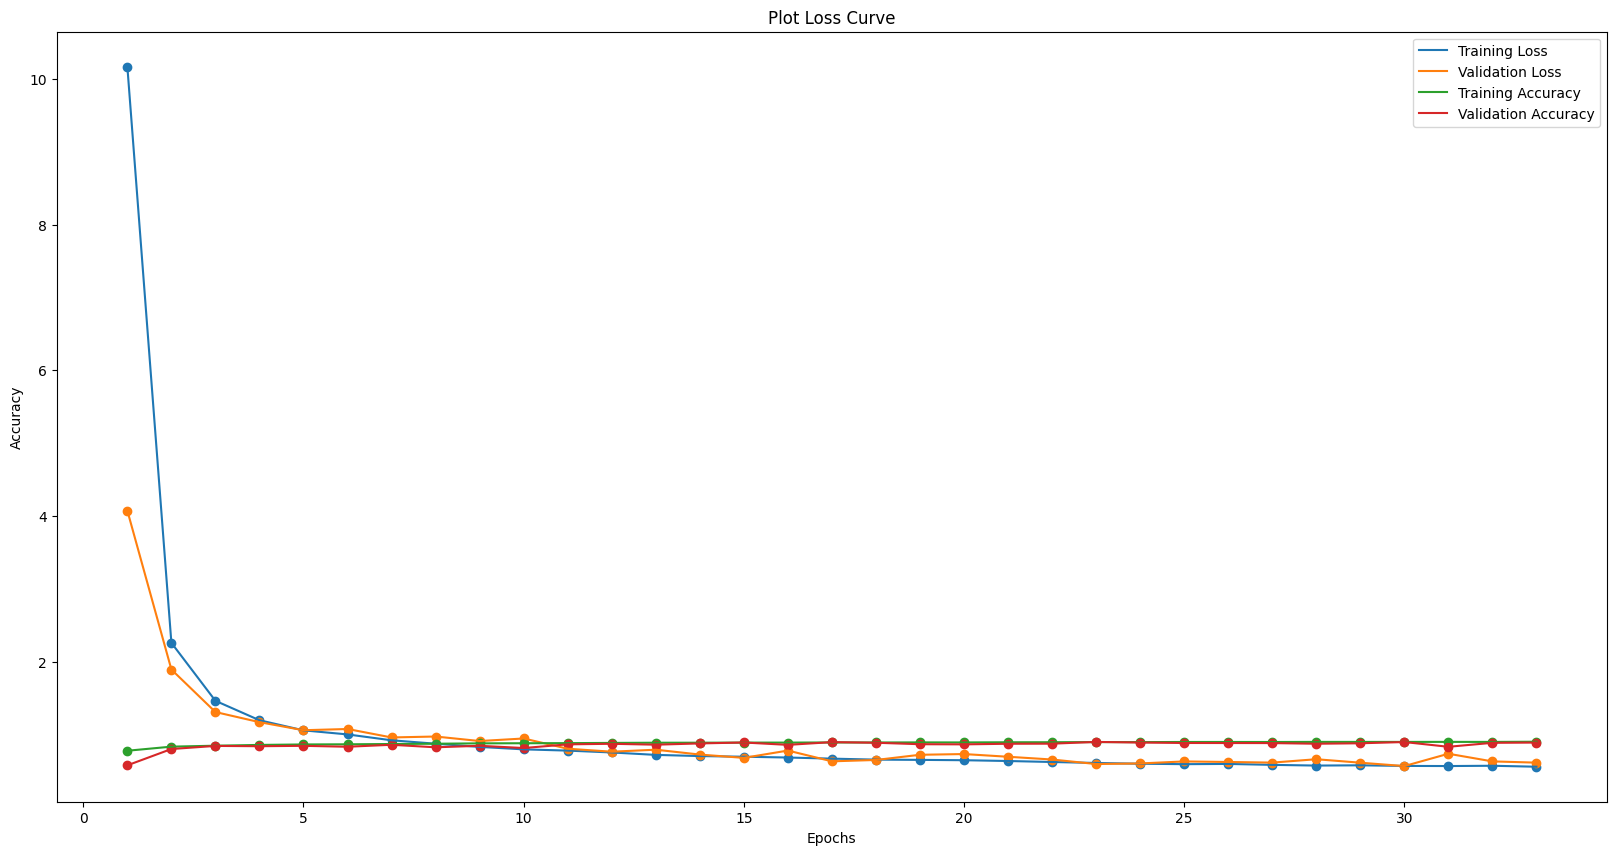 Plot Loss Curve
Training Loss
Validation Loss
Training Accuracy
Validation Accuracy
10
8
6
4
2
Accuracy
0
5
10
15
20
25
30
Epochs